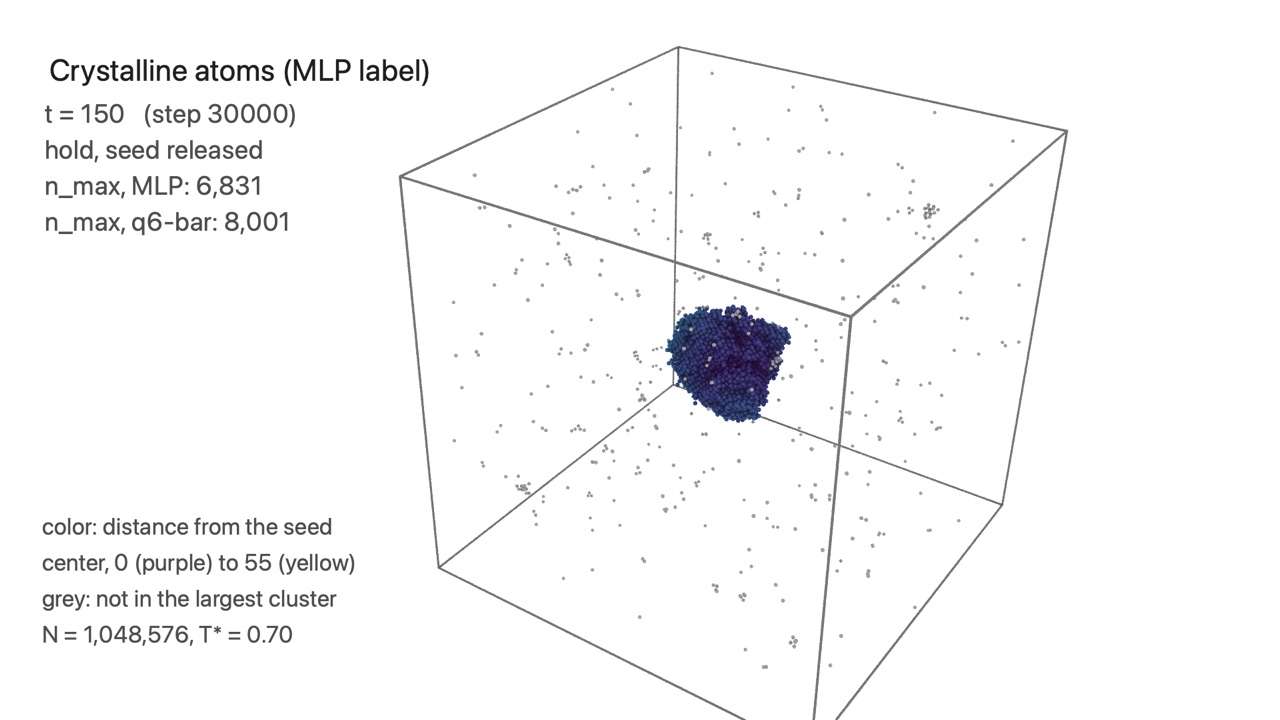 Crystalline atoms (MLP label)
t = 150 (step 30000)
hold, seed released
n_max, MLP: 6,831
n_max, q6-bar: 8,001
color: distance from the seed
center, 0 (purple) to 55 (yellow)
grey: not in the largest cluster
N = 1,048,576, T* = 0.70